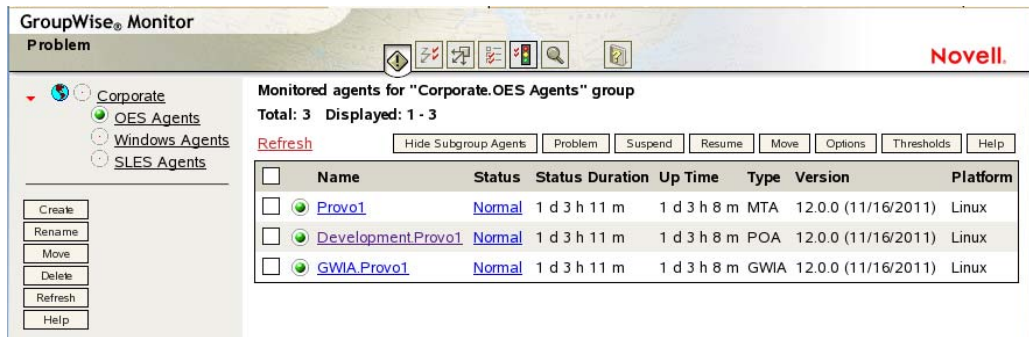 GroupWise® Monitor
Problem
Novell.
Corporate
OES Agents
Windows Agents
SLES Agents
Create
Rename
Move
Delete
Refresh
Help
Monitored agents for "Corporate.OES Agents" group
Total: 3 Displayed: 1 - 3
Refresh Hide Subgroup Agents Problem Suspend Resume Move Options Thresholds Help
Name Status Status Duration Up Time Type Version Platform
Provo1 Normal 1 d 3 h 11 m 1 d 3 h 8 m MTA 12.0.0 (11/16/2011) Linux
Development.Provo1 Normal 1 d 3 h 11 m 1 d 3 h 8 m POA 12.0.0 (11/16/2011) Linux
GWIA.Provo1 Normal 1 d 3 h 11 m 1 d 3 h 8 m GWIA 12.0.0 (11/16/2011) Linux